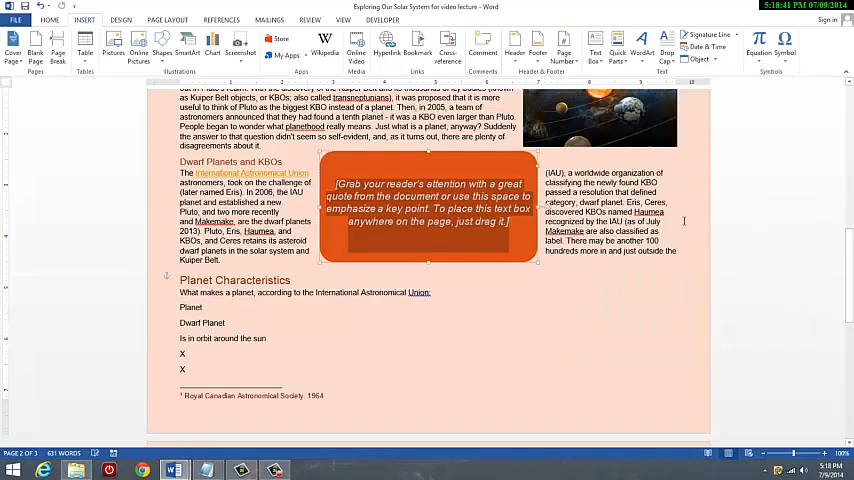 5:18:41 PM 07/09/2014
Exploring Our Solar System for video lecture - Word
Sign in
FILE HOME INSERT DESIGN PAGE LAYOUT REFERENCES MAILINGS REVIEW VIEW DEVELOPER
Cover Page
Blank Page
Page Break
Pages
Table
Tables
Pictures
Online Pictures
Shapes
SmartArt
Chart
Screenshot
Illustrations
Store
My Apps
Wikipedia
Apps
Online Video
Media
Hyperlink
Bookmark
Cross-reference
Links
Comment
Comments
Header
Footer
Page Number
Header & Footer
Text Box
Quick Parts
WordArt
Drop Cap
Signature Line
Date & Time
Object
Text
Equation
Symbol
Symbols
as Kuiper Belt objects, or KBOs; also called transneptunians), it was proposed that it is more
useful to think of Pluto as the biggest KBO instead of a planet. Then, in 2005, a team of
astronomers announced that they had found a tenth planet - it was a KBO even larger than Pluto.
People began to wonder what planethood really means. Just what is a planet, anyway? Suddenly
the answer to that question didn't seem so self-evident, and, as it turns out, there are plenty of
disagreements about it.
Dwarf Planets and KBOs
The International Astronomical Union
astronomers, took on the challenge of
(later named Eris). In 2006, the IAU
planet and established a new
Pluto, and two more recently
and Makemake, are the dwarf planets
2013). Pluto, Eris, Haumea, and
KBOs, and Ceres retains its asteroid
dwarf planets in the solar system and
Kuiper Belt.
[Grab your reader's attention with a great
quote from the document or use this space to
emphasize a key point. To place this text box
anywhere on the page, just drag it.]
(IAU), a worldwide organization of
classifying the newly found KBO
passed a resolution that defined
category, dwarf planet. Eris, Ceres,
discovered KBOs named Haumea
recognized by the IAU (as of July
Makemake are also classified as
label. There may be another 100
hundreds more in and just outside the
Planet Characteristics
What makes a planet, according to the International Astronomical Union:
Planet
Dwarf Planet
Is in orbit around the sun
X
X
1 Royal Canadian Astronomical Society. 1964
PAGE 2 OF 3 631 WORDS
100%
5:18 PM
7/9/2014